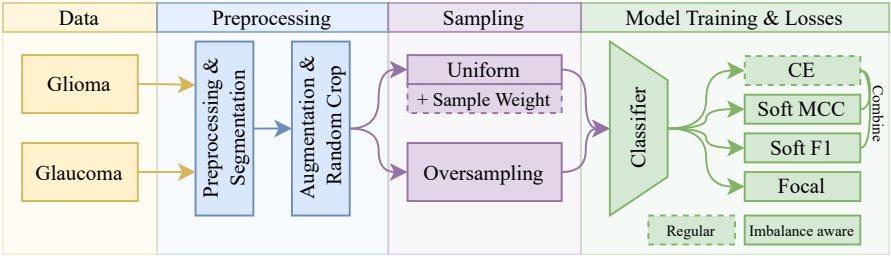 Data
Preprocessing
Sampling
Model Training & Losses
Glioma
Glaucoma
Preprocessing &
Segmentation
Augmentation &
Random Crop
Uniform
+ Sample Weight
Oversampling
Classifier
CE
Soft MCC
Soft F1
Focal
Combine
Regular
Imbalance aware